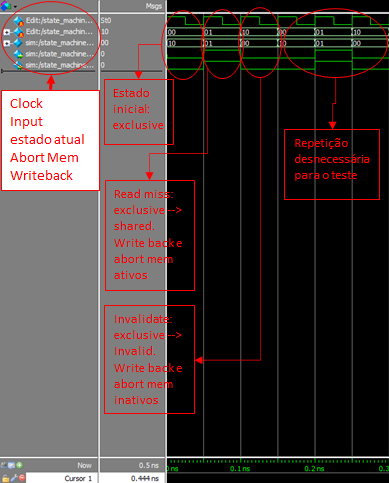 Msgs
Edit:/state_machin... St0
Edit:/state_machin... 10 00 01 10 00 01 10
sim:/state_machine... 00 10 01 10 00 01 10
sim:/state_machine... 0
sim:/state_machine... 0
Clock
Input
estado atual
Abort Mem
Writeback
Estado
inicial:
exclusive
Read miss:
exclusive -->
shared.
Write back e
abort mem
ativos
Repetição
desnecessária
para o teste
Invalidate:
exclusive -->
Invalid.
Write back e
abort mem
inativos
Now 0.5 ns
Cursor 1 0.444 ns
0.1 ns
0.2 ns